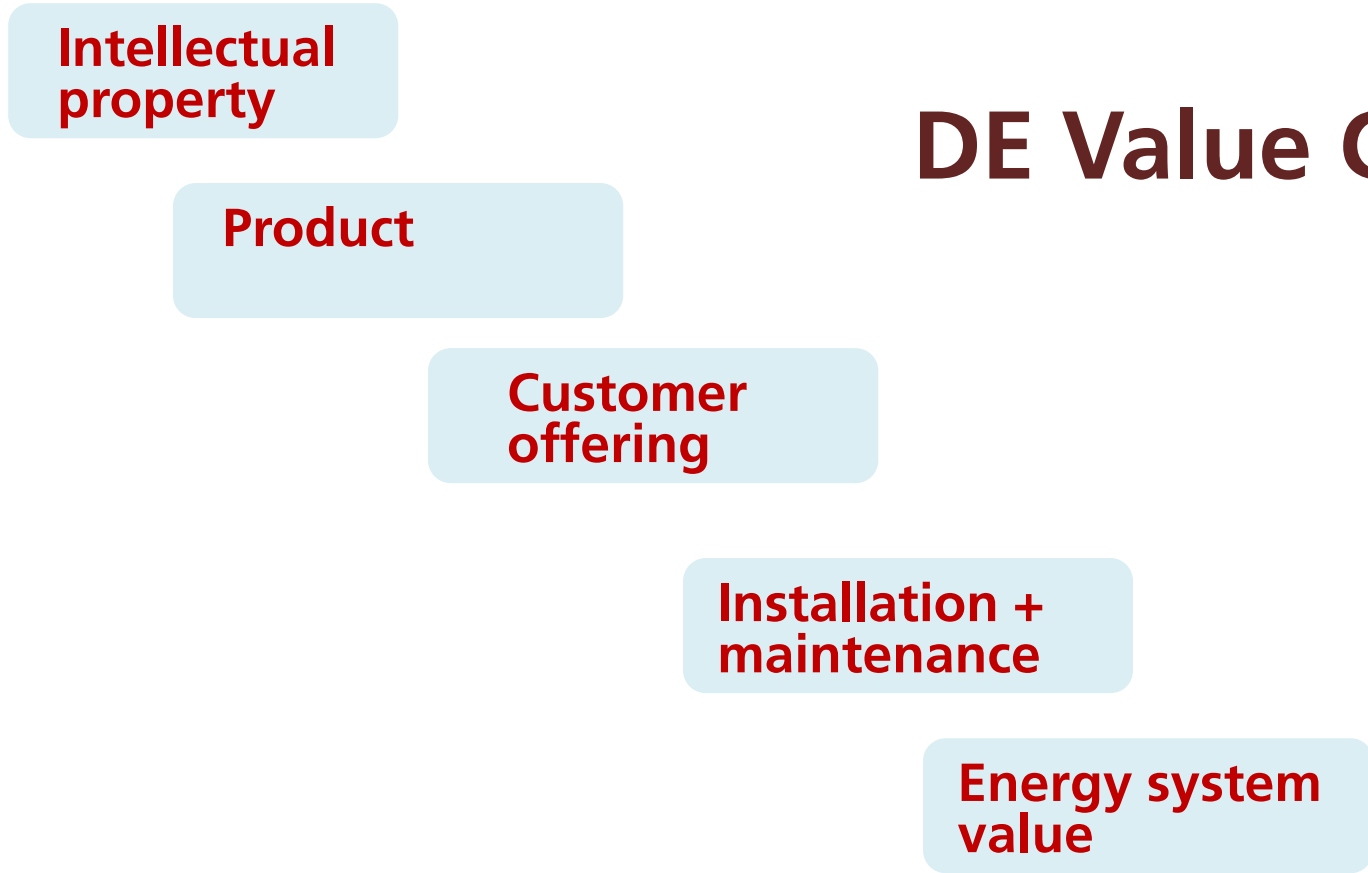 Intellectual
property
DE Value
Product
Customer
offering
Installation +
maintenance
Energy system
value